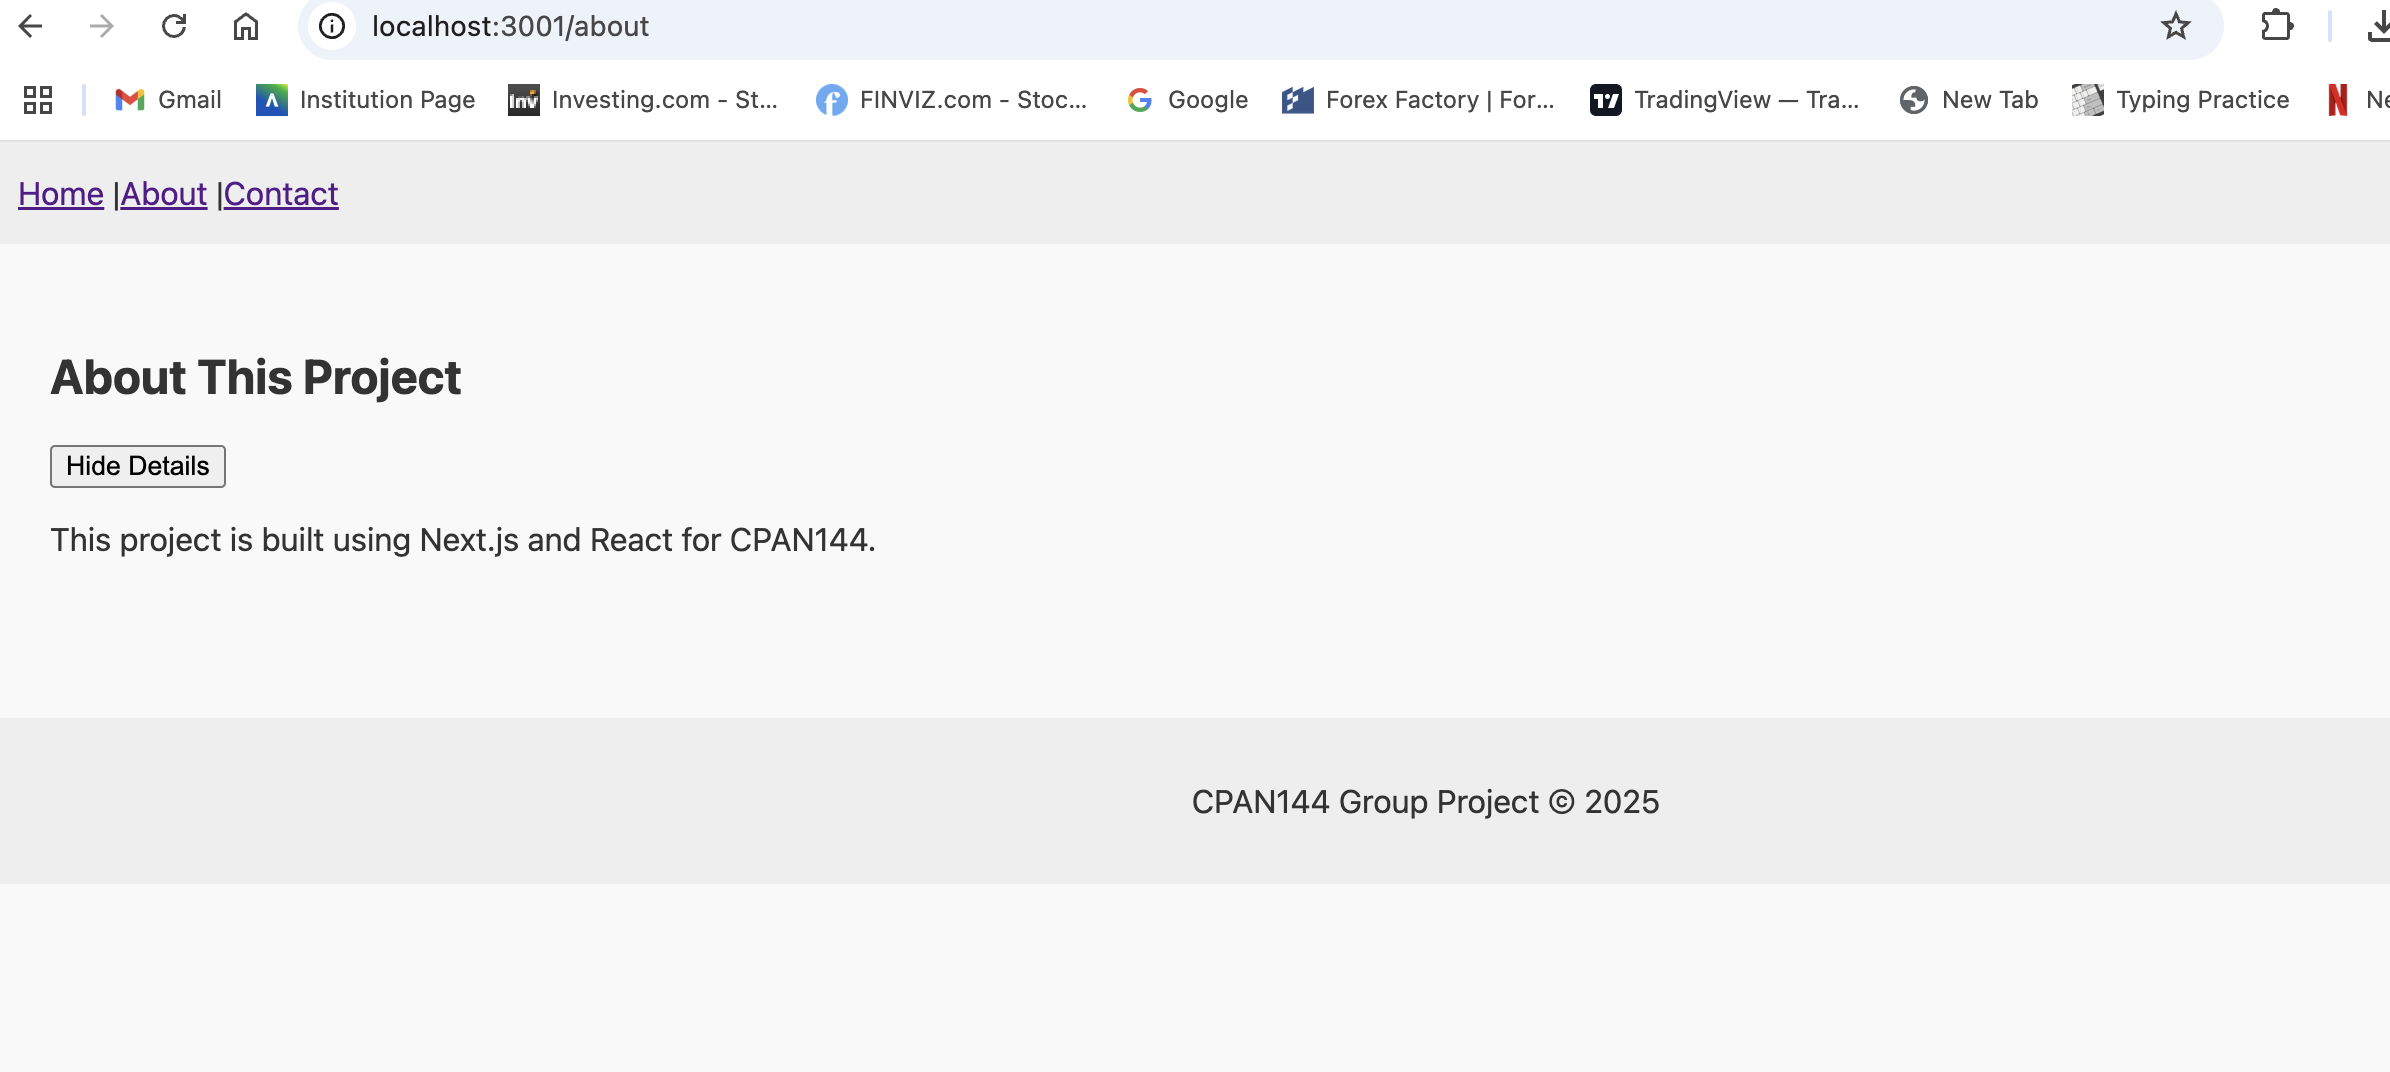 localhost:3001/about
Gmail Institution Page Investing.com - St... FINVIZ.com - Stoc... Google Forex Factory | For... TradingView — Tra... New Tab Typing Practice Ne
Home |About |Contact
About This Project
Hide Details
This project is built using Next.js and React for CPAN144.
CPAN144 Group Project © 2025